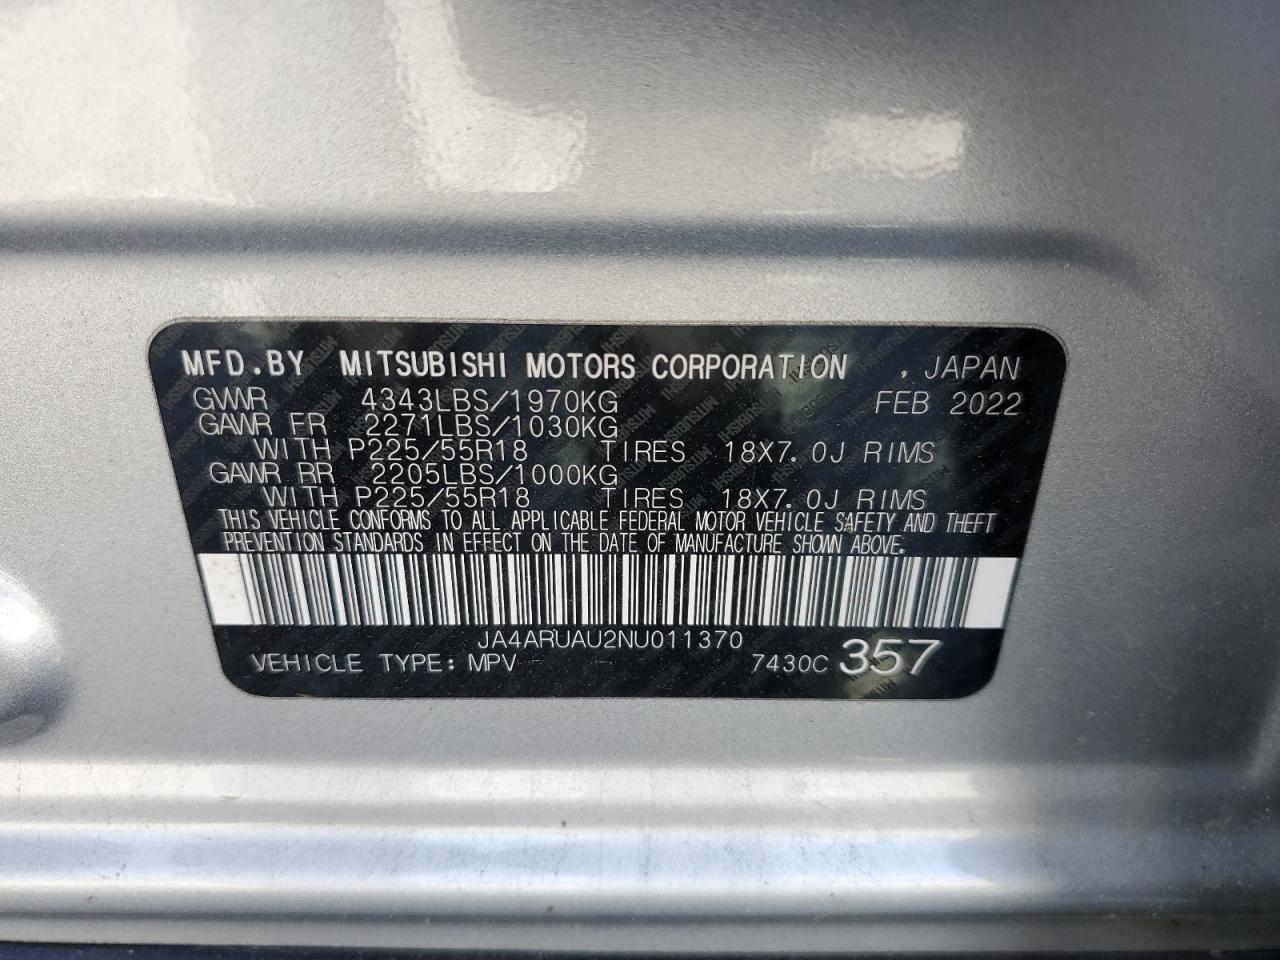 MFD.BY MITSUBISHI MOTORS CORPORATION , JAPAN
GVWR 4343LBS/1970KG FEB 2022
GAWR FR 2271LBS/1030KG
WITH P225/55R18 TIRES 18X7.0J RIMS
GAWR RR 2205LBS/1000KG
WITH P225/55R18 TIRES 18X7.0J RIMS
THIS VEHICLE CONFORMS TO ALL APPLICABLE FEDERAL MOTOR VEHICLE SAFETY AND THEFT
PREVENTION STANDARDS IN EFFECT ON THE DATE OF MANUFACTURE SHOWN ABOVE.
JA4ARUAU2NU011370
VEHICLE TYPE: MPV 7430C 357